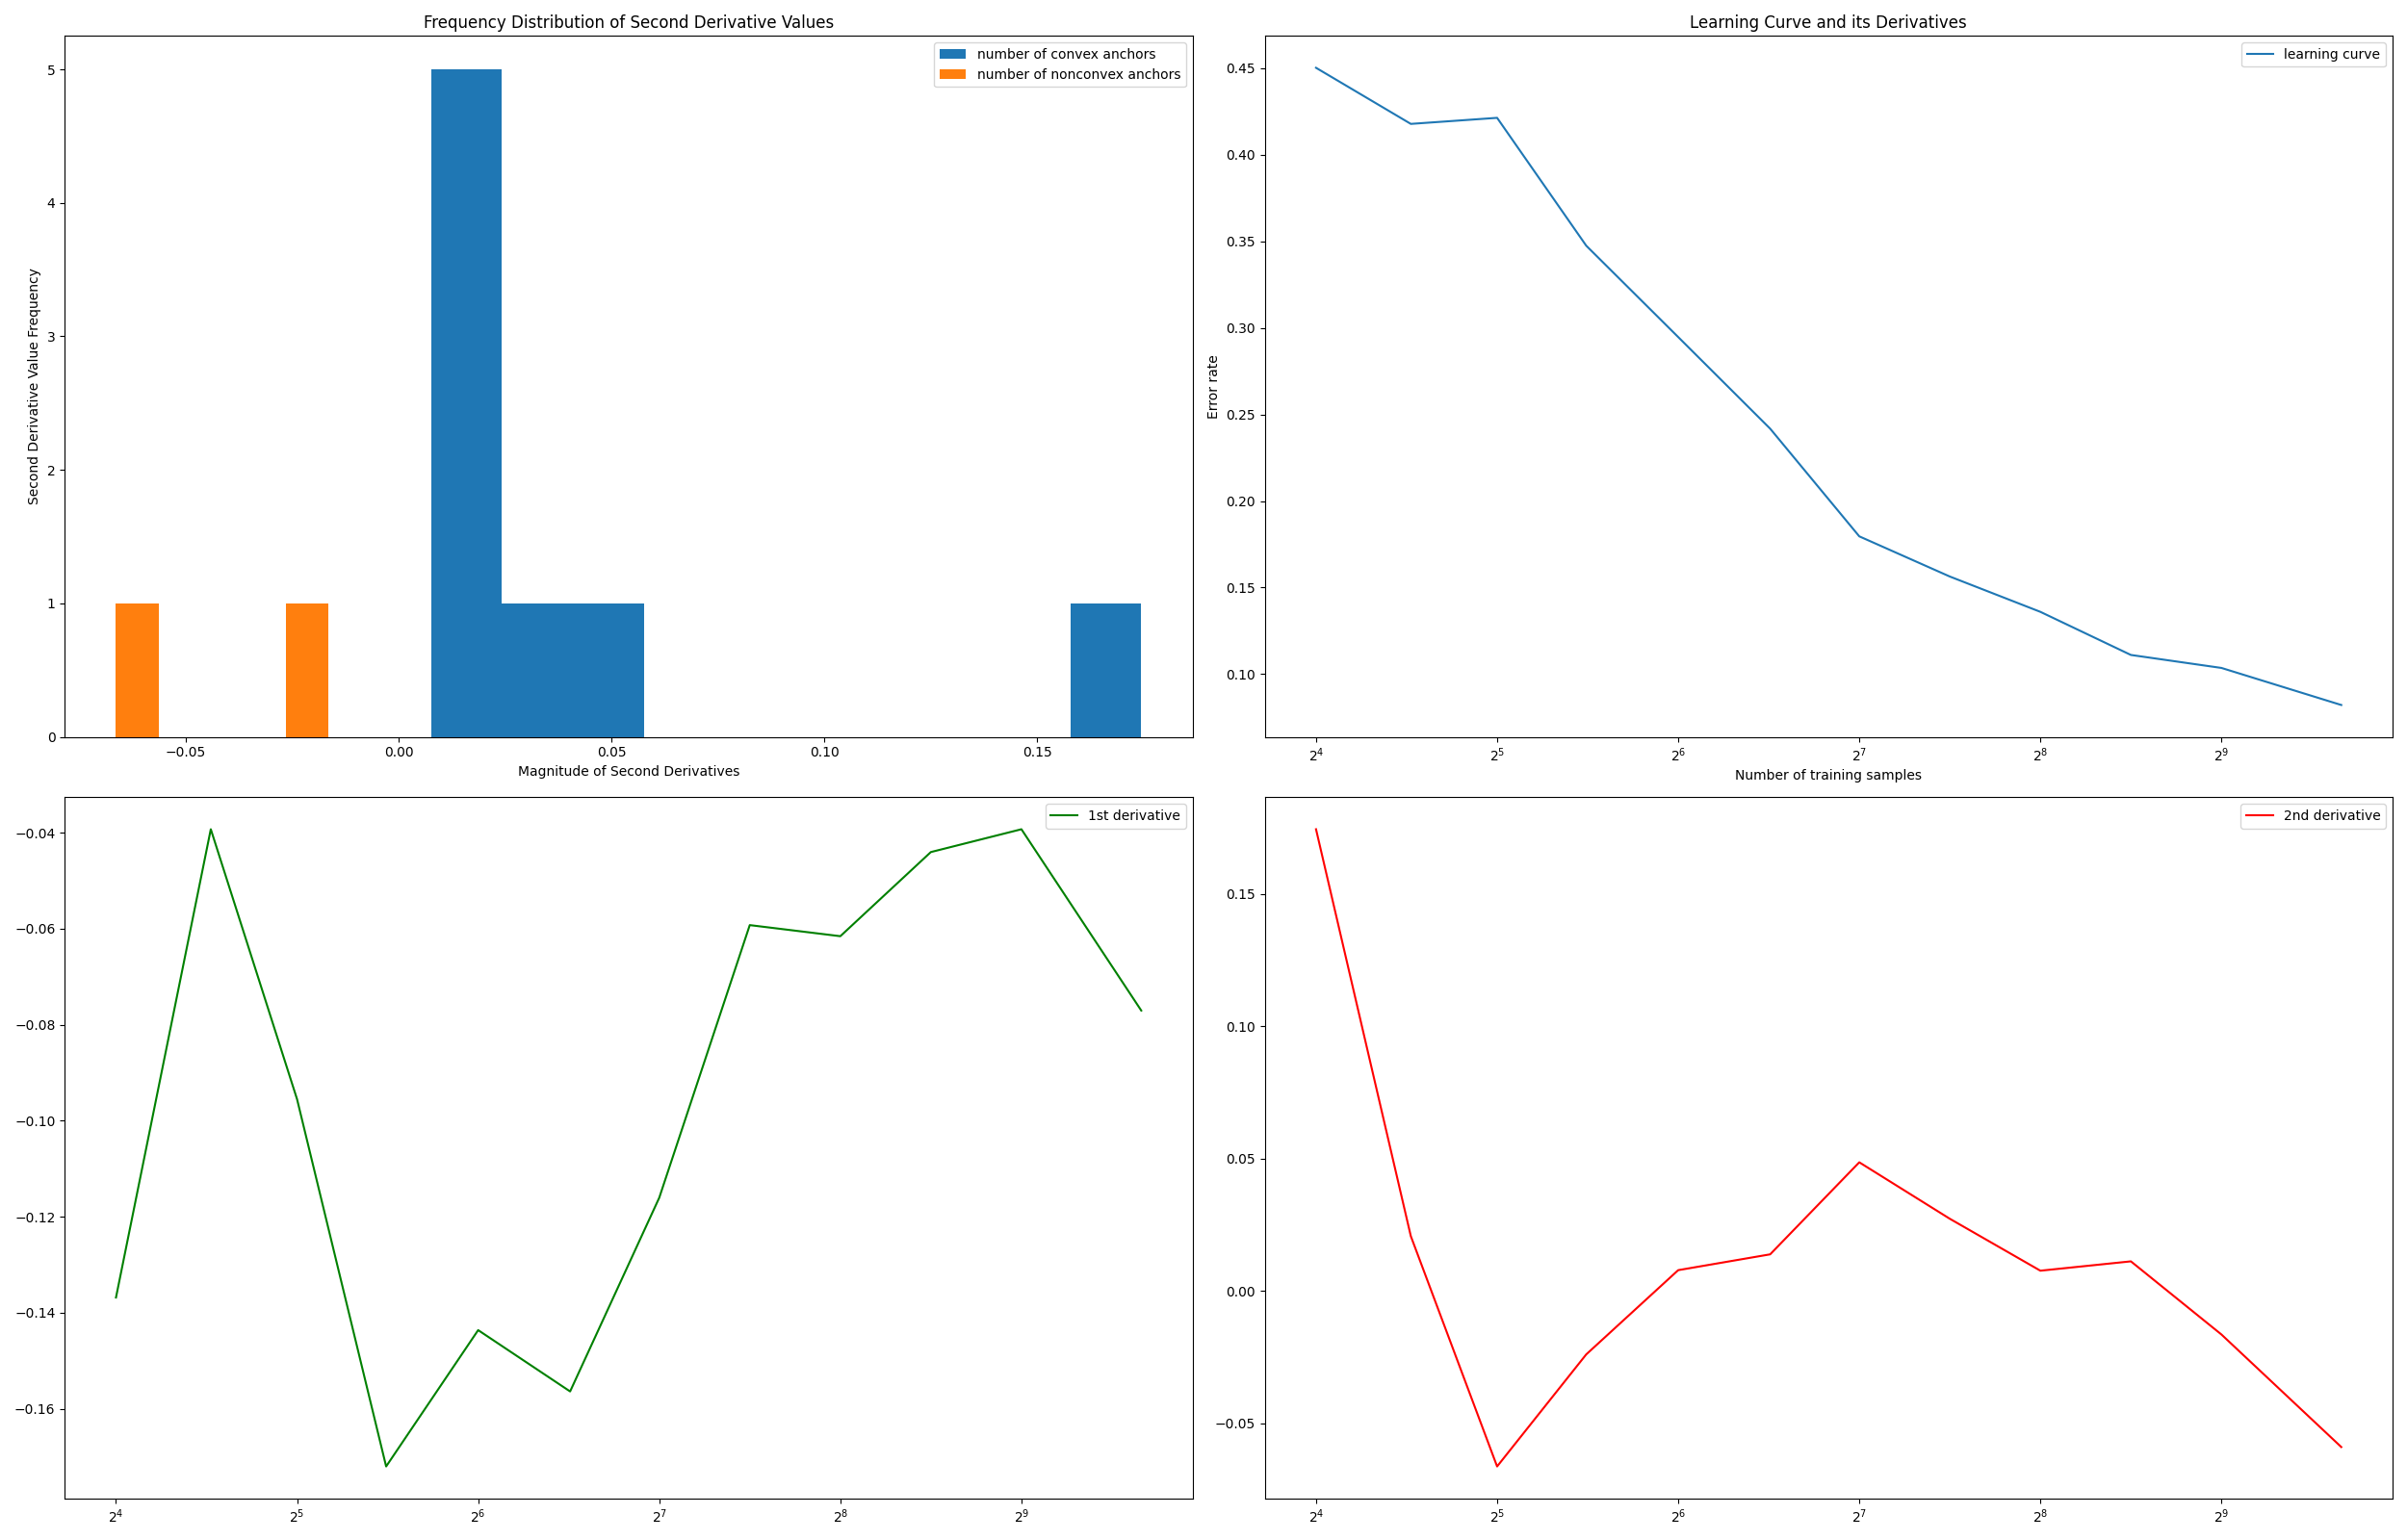 Frequency Distribution of Second Derivative Values
number of convex anchors
number of nonconvex anchors
5
4
3
2
1
0
Second Derivative Value Frequency
−0.05 0.00 0.05 0.10 0.15
Magnitude of Second Derivatives
Learning Curve and its Derivatives
learning curve
0.45
0.40
0.35
0.30
0.25
0.20
0.15
0.10
Error rate
2⁴ 2⁵ 2⁶ 2⁷ 2⁸ 2⁹
Number of training samples
1st derivative
−0.04
−0.06
−0.08
−0.10
−0.12
−0.14
−0.16
2⁴ 2⁵ 2⁶ 2⁷ 2⁸ 2⁹
2nd derivative
0.15
0.10
0.05
0.00
−0.05
2⁴ 2⁵ 2⁶ 2⁷ 2⁸ 2⁹